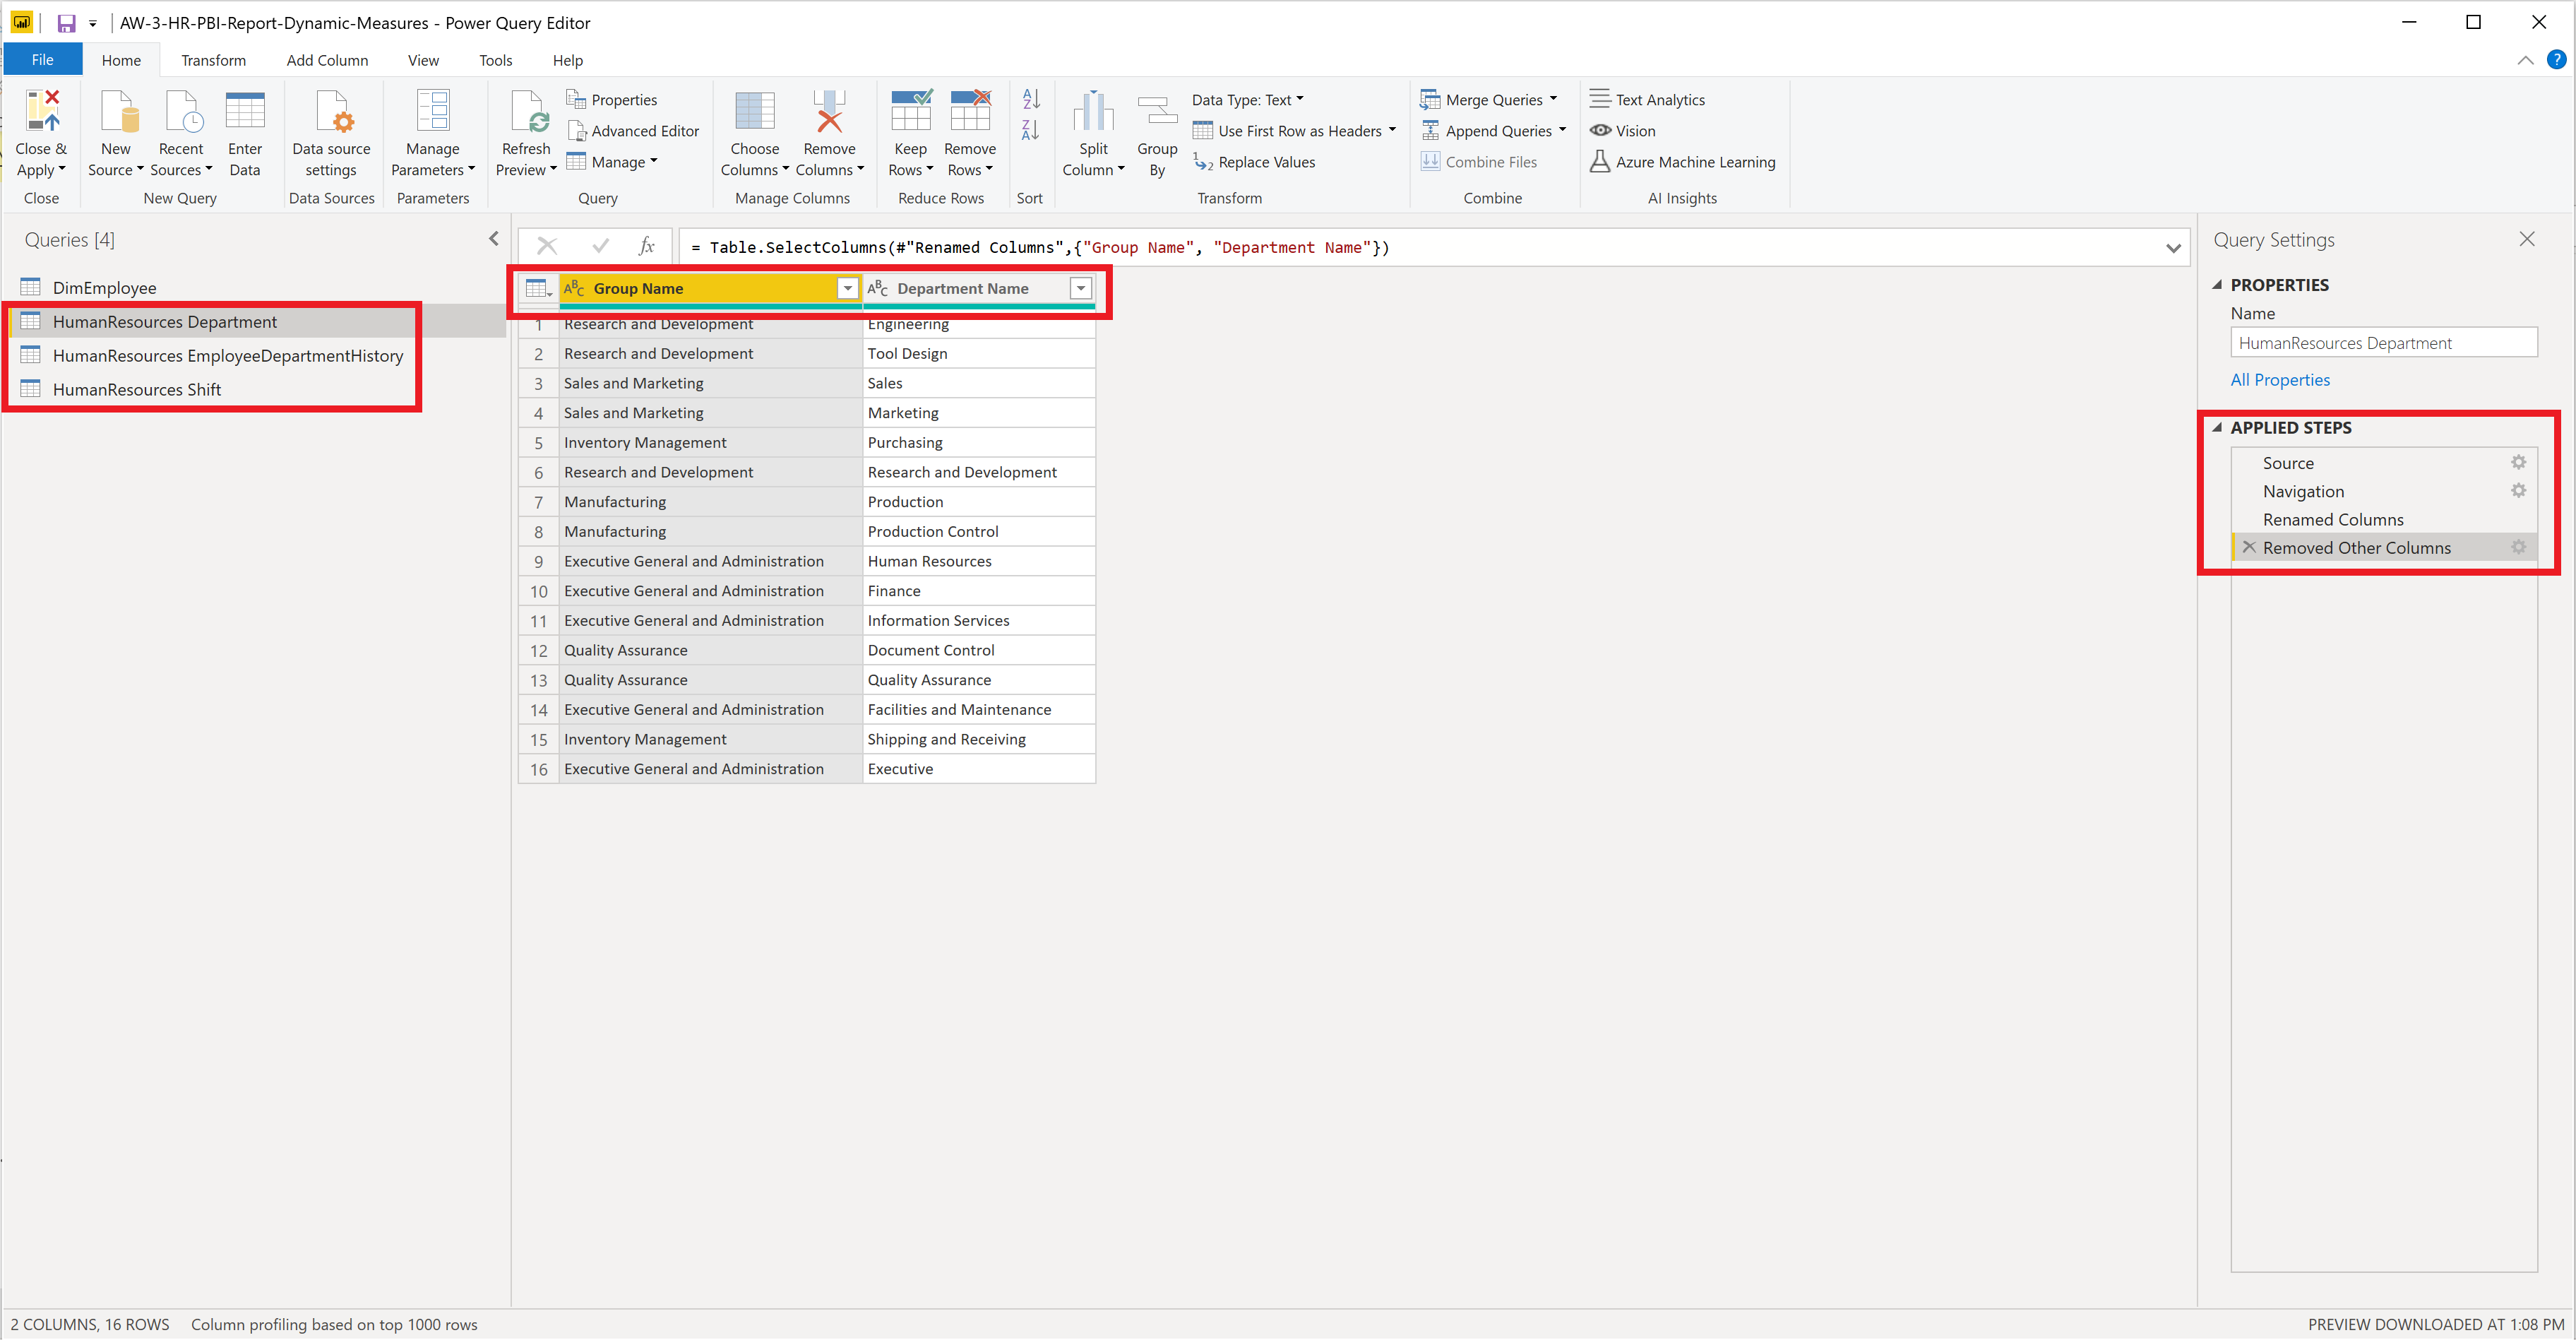 AW-3-HR-PBI-Report-Dynamic-Measures - Power Query Editor
File Home Transform Add Column View Tools Help
Close & Apply
Close
New Source
Recent Sources
Enter Data
New Query
Data source settings
Data Sources
Manage Parameters
Parameters
Refresh Preview
Properties
Advanced Editor
Manage
Query
Choose Columns
Remove Columns
Manage Columns
Keep Rows
Remove Rows
Reduce Rows
Sort
Split Column
Group By
Data Type: Text
Use First Row as Headers
Replace Values
Transform
Merge Queries
Append Queries
Combine Files
Combine
Text Analytics
Vision
Azure Machine Learning
AI Insights
Queries [4]
DimEmployee
HumanResources Department
HumanResources EmployeeDepartmentHistory
HumanResources Shift
fx = Table.SelectColumns(#"Renamed Columns",{"Group Name", "Department Name"})
ABC Group Name ABC Department Name
1 Research and Development Engineering
2 Research and Development Tool Design
3 Sales and Marketing Sales
4 Sales and Marketing Marketing
5 Inventory Management Purchasing
6 Research and Development Research and Development
7 Manufacturing Production
8 Manufacturing Production Control
9 Executive General and Administration Human Resources
10 Executive General and Administration Finance
11 Executive General and Administration Information Services
12 Quality Assurance Document Control
13 Quality Assurance Quality Assurance
14 Executive General and Administration Facilities and Maintenance
15 Inventory Management Shipping and Receiving
16 Executive General and Administration Executive
Query Settings
PROPERTIES
Name
HumanResources Department
All Properties
APPLIED STEPS
Source
Navigation
Renamed Columns
Removed Other Columns
2 COLUMNS, 16 ROWS Column profiling based on top 1000 rows PREVIEW DOWNLOADED AT 1:08 PM